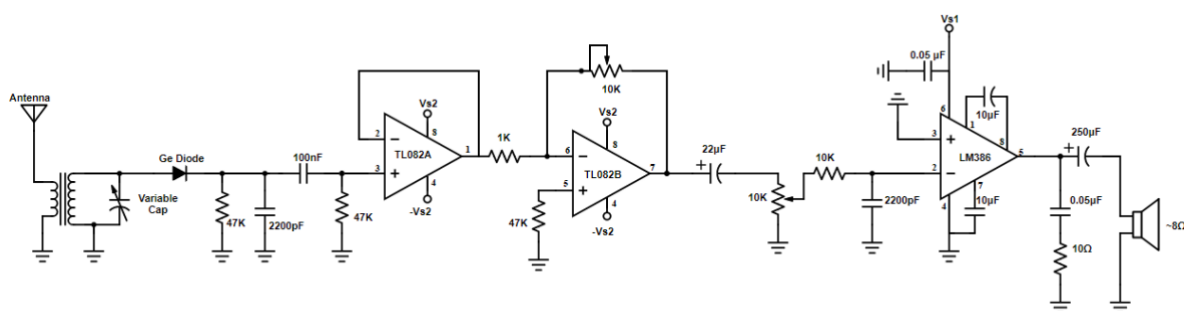 Antenna
Ge Diode
Variable
Cap
47K
2200pF
100nF
47K
2
3
TL082A
Vs2
8
1
4
-Vs2
1K
10K
6
5
47K
TL082B
Vs2
8
7
4
-Vs2
22µF
+
10K
10K
2200pF
Vs1
0.05 µF
6
1
10µF
8
3
2
LM386
5
7
10µF
4
250µF
+
0.05µF
10Ω
~8Ω